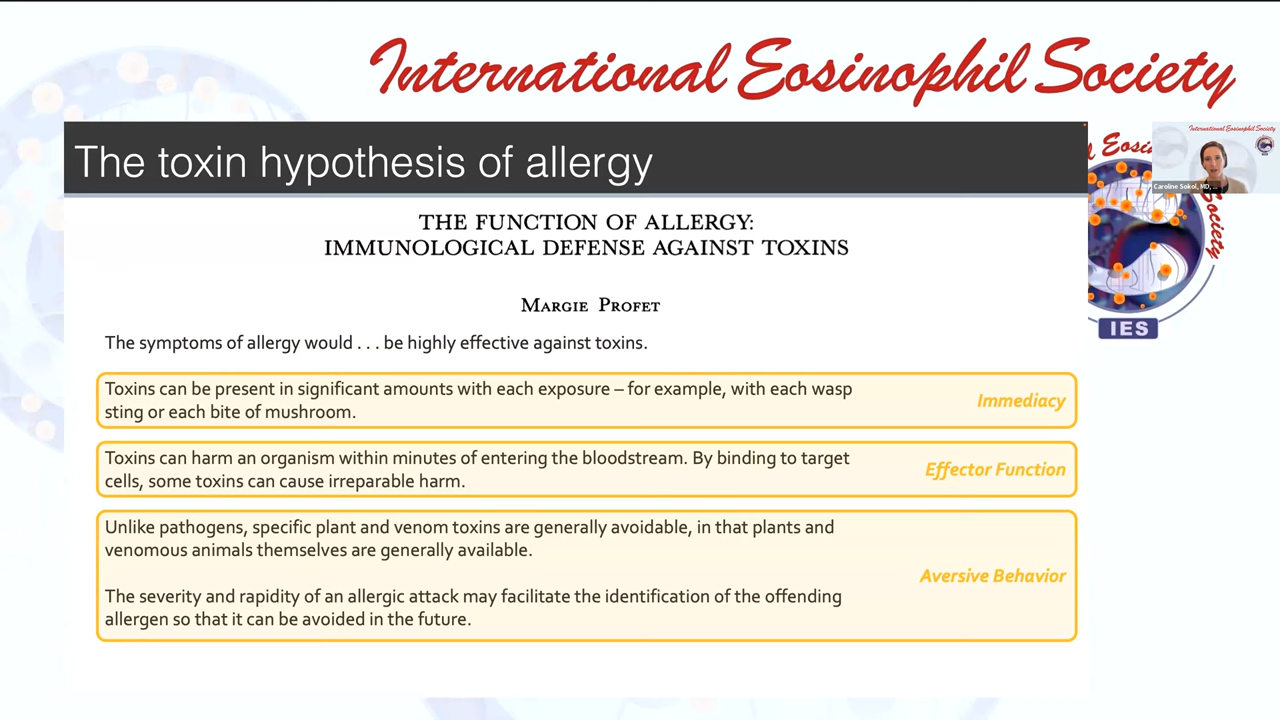 International Eosinophil Society
The toxin hypothesis of allergy
THE FUNCTION OF ALLERGY:
IMMUNOLOGICAL DEFENSE AGAINST TOXINS
MARGIE PROFET
The symptoms of allergy would . . . be highly effective against toxins.
Toxins can be present in significant amounts with each exposure – for example, with each wasp
sting or each bite of mushroom.
Immediacy
Toxins can harm an organism within minutes of entering the bloodstream. By binding to target
cells, some toxins can cause irreparable harm.
Effector Function
Unlike pathogens, specific plant and venom toxins are generally avoidable, in that plants and
venomous animals themselves are generally available.
The severity and rapidity of an allergic attack may facilitate the identification of the offending
allergen so that it can be avoided in the future.
Aversive Behavior
International Eosinophil Society
Caroline Sokol, MD, ...
Society
IES